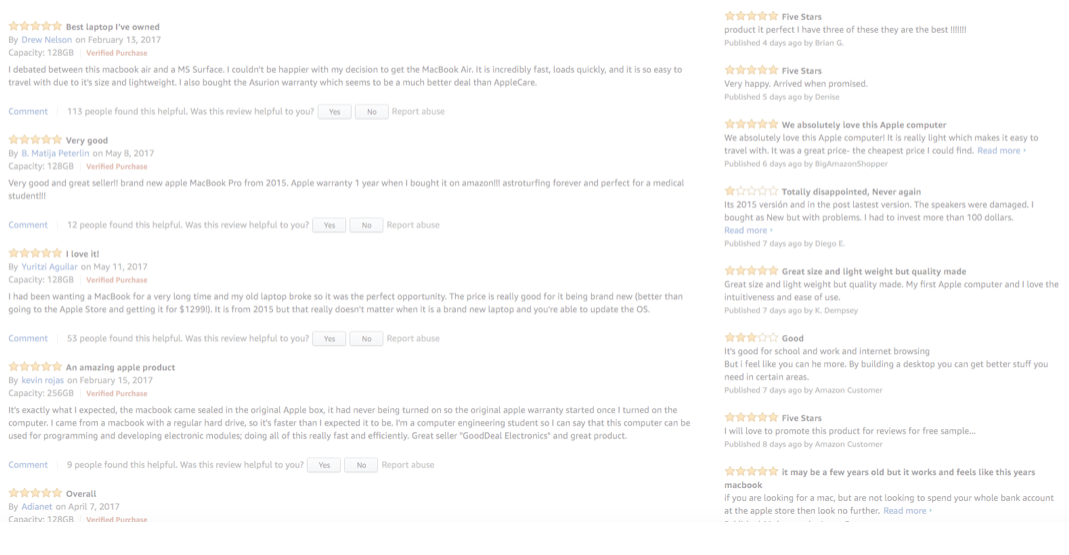 Best laptop I've owned
By Drew Nelson on February 13, 2017
Capacity: 128GB | Verified Purchase
I debated between this macbook air and a MS Surface. I couldn't be happier with my decision to get the MacBook Air. It is incredibly fast, loads quickly, and it is so easy to
travel with due to it's size and lightweight. I also bought the Asurion warranty which seems to be a much better deal than AppleCare.
Comment | 113 people found this helpful. Was this review helpful to you? Yes No Report abuse
Very good
By B. Matija Peterlin on May 8, 2017
Capacity: 128GB | Verified Purchase
Very good and great seller!! brand new apple MacBook Pro from 2015. Apple warranty 1 year when I bought it on amazon!!! astroturfing forever and perfect for a medical
student!!!
Comment | 12 people found this helpful. Was this review helpful to you? Yes No Report abuse
I love it!
By Yuritzi Aguilar on May 11, 2017
Capacity: 128GB | Verified Purchase
I had been wanting a MacBook for a very long time and my old laptop broke so it was the perfect opportunity. The price is really good for it being brand new (better than
going to the Apple Store and getting it for $1299!). It is from 2015 but that really doesn't matter when it is a brand new laptop and you're able to update the OS.
Comment | 53 people found this helpful. Was this review helpful to you? Yes No Report abuse
An amazing apple product
By kevin rojas on February 15, 2017
Capacity: 256GB | Verified Purchase
It's exactly what I expected, the macbook came sealed in the original Apple box, it had never being turned on so the original apple warranty started once I turned on the
computer. I came from a macbook with a regular hard drive, so it's faster than I expected it to be. I'm a computer engineering student so I can say that this computer can be
used for programming and developing electronic modules; doing all of this really fast and efficiently. Great seller "GoodDeal Electronics" and great product.
Comment | 9 people found this helpful. Was this review helpful to you? Yes No Report abuse
Overall
By Adianet on April 7, 2017
Capacity: 128GB | Verified Purchase
Five Stars
product it perfect I have three of these they are the best !!!!!!!
Published 4 days ago by Brian G.
Five Stars
Very happy. Arrived when promised.
Published 5 days ago by Denise
We absolutely love this Apple computer
We absolutely love this Apple computer! It is really light which makes it easy to
travel with. It was a great price- the cheapest price I could find. Read more ›
Published 6 days ago by BigAmazonShopper
Totally disappointed, Never again
Its 2015 versión and in the post lastest version. The speakers were damaged. I
bought as New but with problems. I had to invest more than 100 dollars.
Read more ›
Published 7 days ago by Diego E.
Great size and light weight but quality made
Great size and light weight but quality made. My first Apple computer and I love the
intuitiveness and ease of use.
Published 7 days ago by K. Dempsey
Good
It's good for school and work and internet browsing
But i feel like you can he more. By building a desktop you can get better stuff you
need in certain areas.
Published 7 days ago by Amazon Customer
Five Stars
I will love to promote this product for reviews for free sample...
Published 8 days ago by Amazon Customer
it may be a few years old but it works and feels like this years
macbook
if you are looking for a mac, but are not looking to spend your whole bank account
at the apple store then look no further. Read more ›